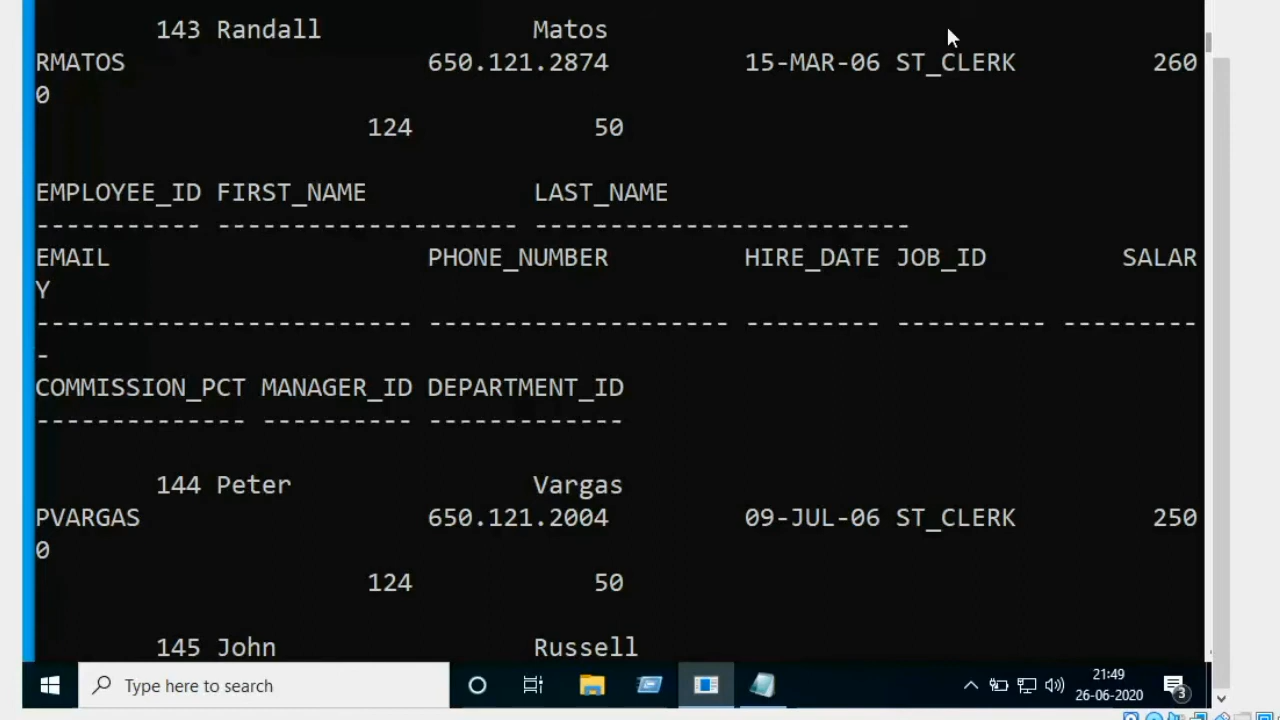 143 Randall Matos
RMATOS 650.121.2874 15-MAR-06 ST_CLERK 260
0
124 50
EMPLOYEE_ID FIRST_NAME LAST_NAME
----------- -------------------- -------------------------
EMAIL PHONE_NUMBER HIRE_DATE JOB_ID SALAR
Y
------------------------- -------------------- --------- ---------- ---------
-
COMMISSION_PCT MANAGER_ID DEPARTMENT_ID
-------------- ---------- -------------
144 Peter Vargas
PVARGAS 650.121.2004 09-JUL-06 ST_CLERK 250
0
124 50
145 John Russell
Type here to search
21:49
26-06-2020
3